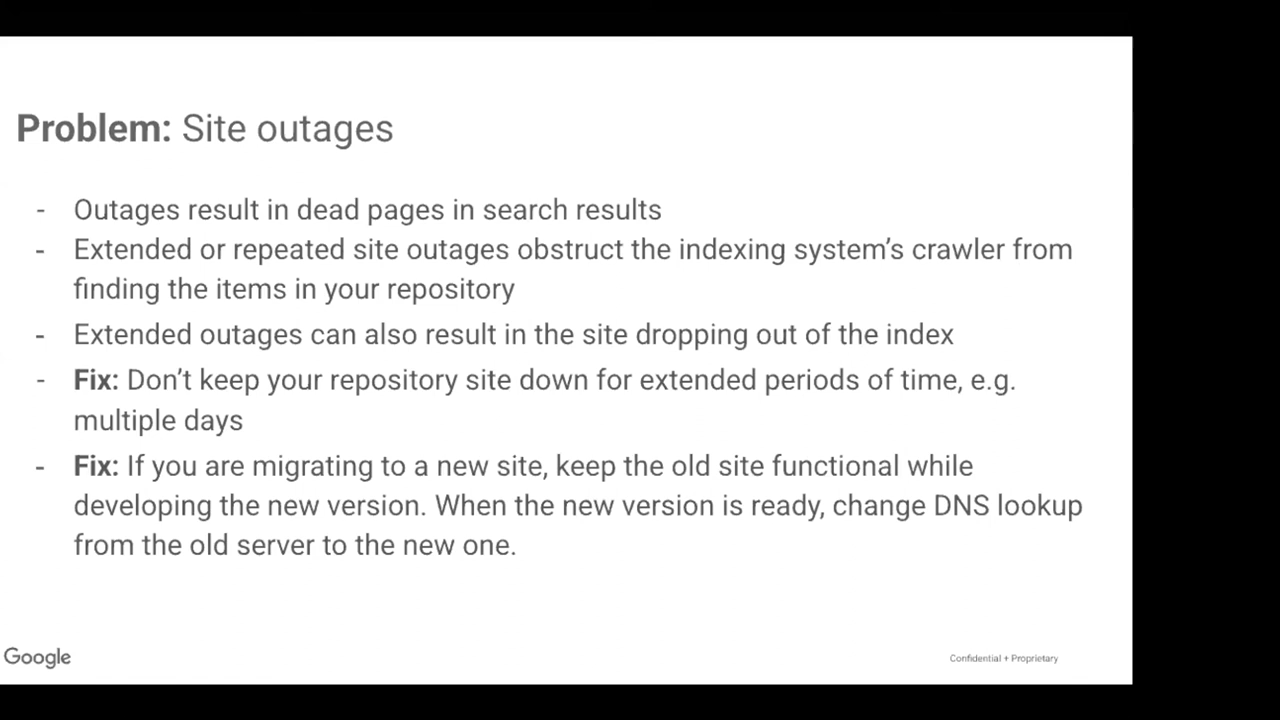 Problem: Site outages
- Outages result in dead pages in search results
- Extended or repeated site outages obstruct the indexing system’s crawler from
finding the items in your repository
- Extended outages can also result in the site dropping out of the index
- Fix: Don’t keep your repository site down for extended periods of time, e.g.
multiple days
- Fix: If you are migrating to a new site, keep the old site functional while
developing the new version. When the new version is ready, change DNS lookup
from the old server to the new one.
Google
Confidential + Proprietary